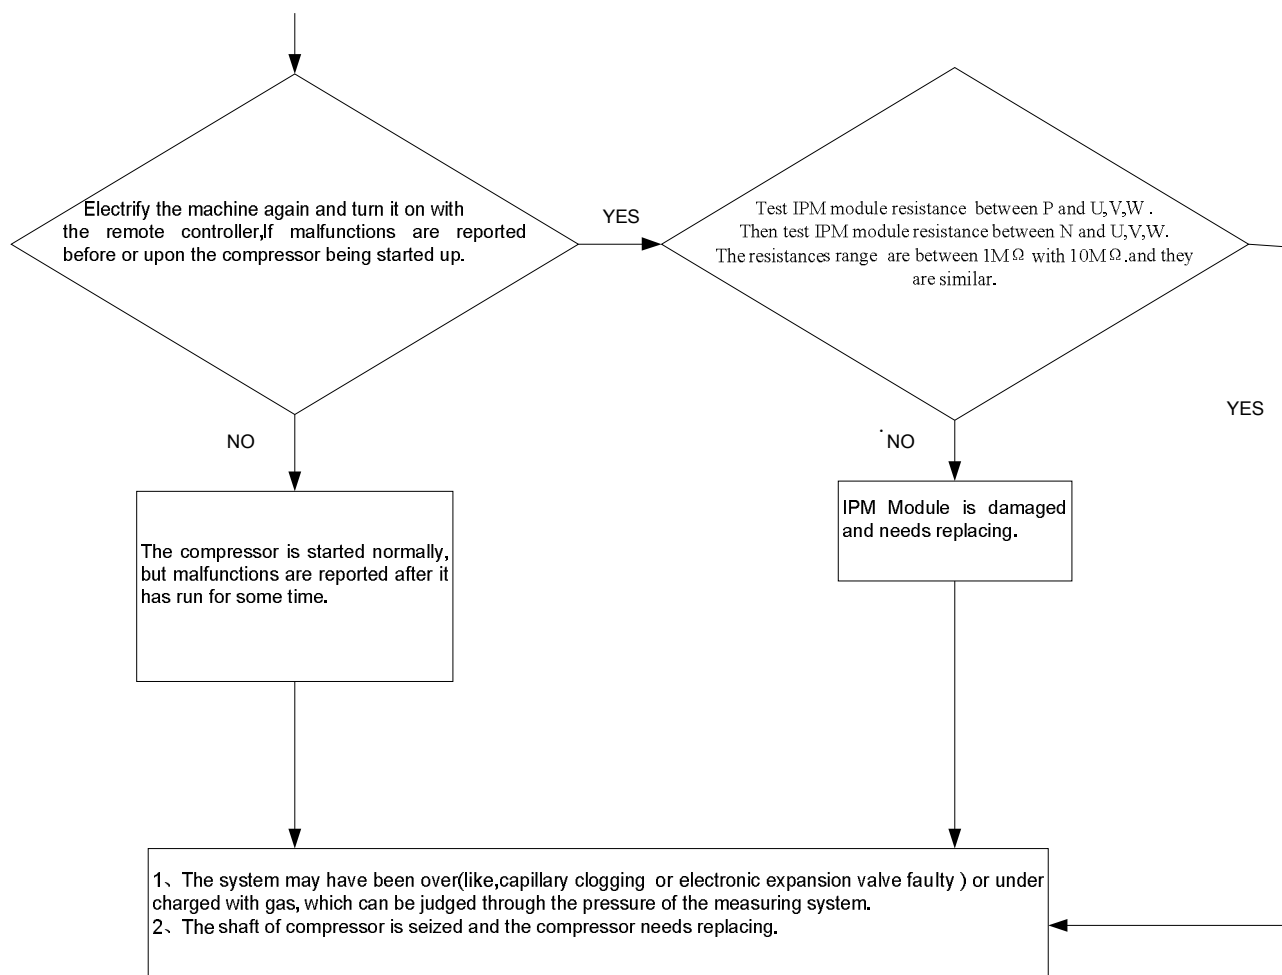 Electrify the machine again and turn it on with
the remote controller,If malfunctions are reported
before or upon the compressor being started up.
YES
Test IPM module resistance between P and U,V,W .
Then test IPM module resistance between N and U,V,W.
The resistances range are between 1MΩ with 10MΩ.and they
are similar.
YES
NO
NO
The compressor is started normally,
but malfunctions are reported after it
has run for some time.
IPM Module is damaged
and needs replacing.
1、The system may have been over(like,capillary clogging or electronic expansion valve faulty ) or under
charged with gas, which can be judged through the pressure of the measuring system.
2、The shaft of compressor is seized and the compressor needs replacing.